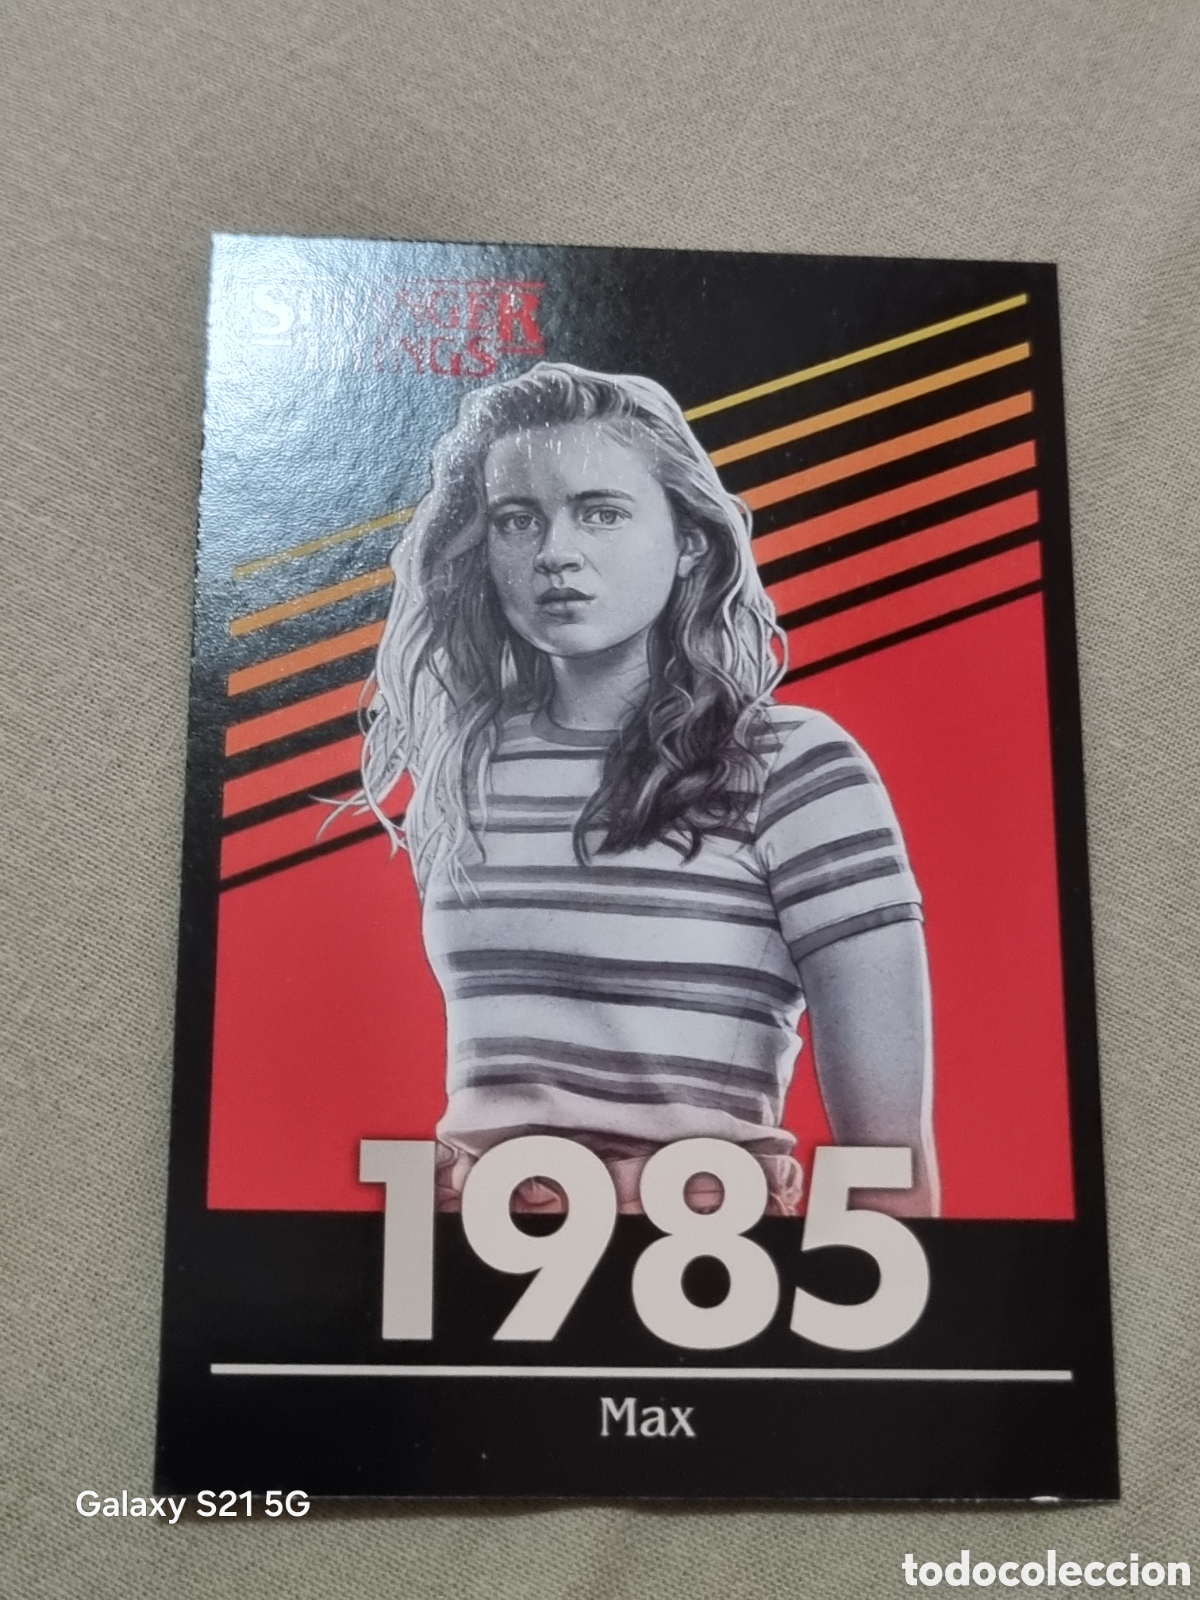 STRANGER
THINGS
1985
Max
Galaxy S21 5G
todocoleccion